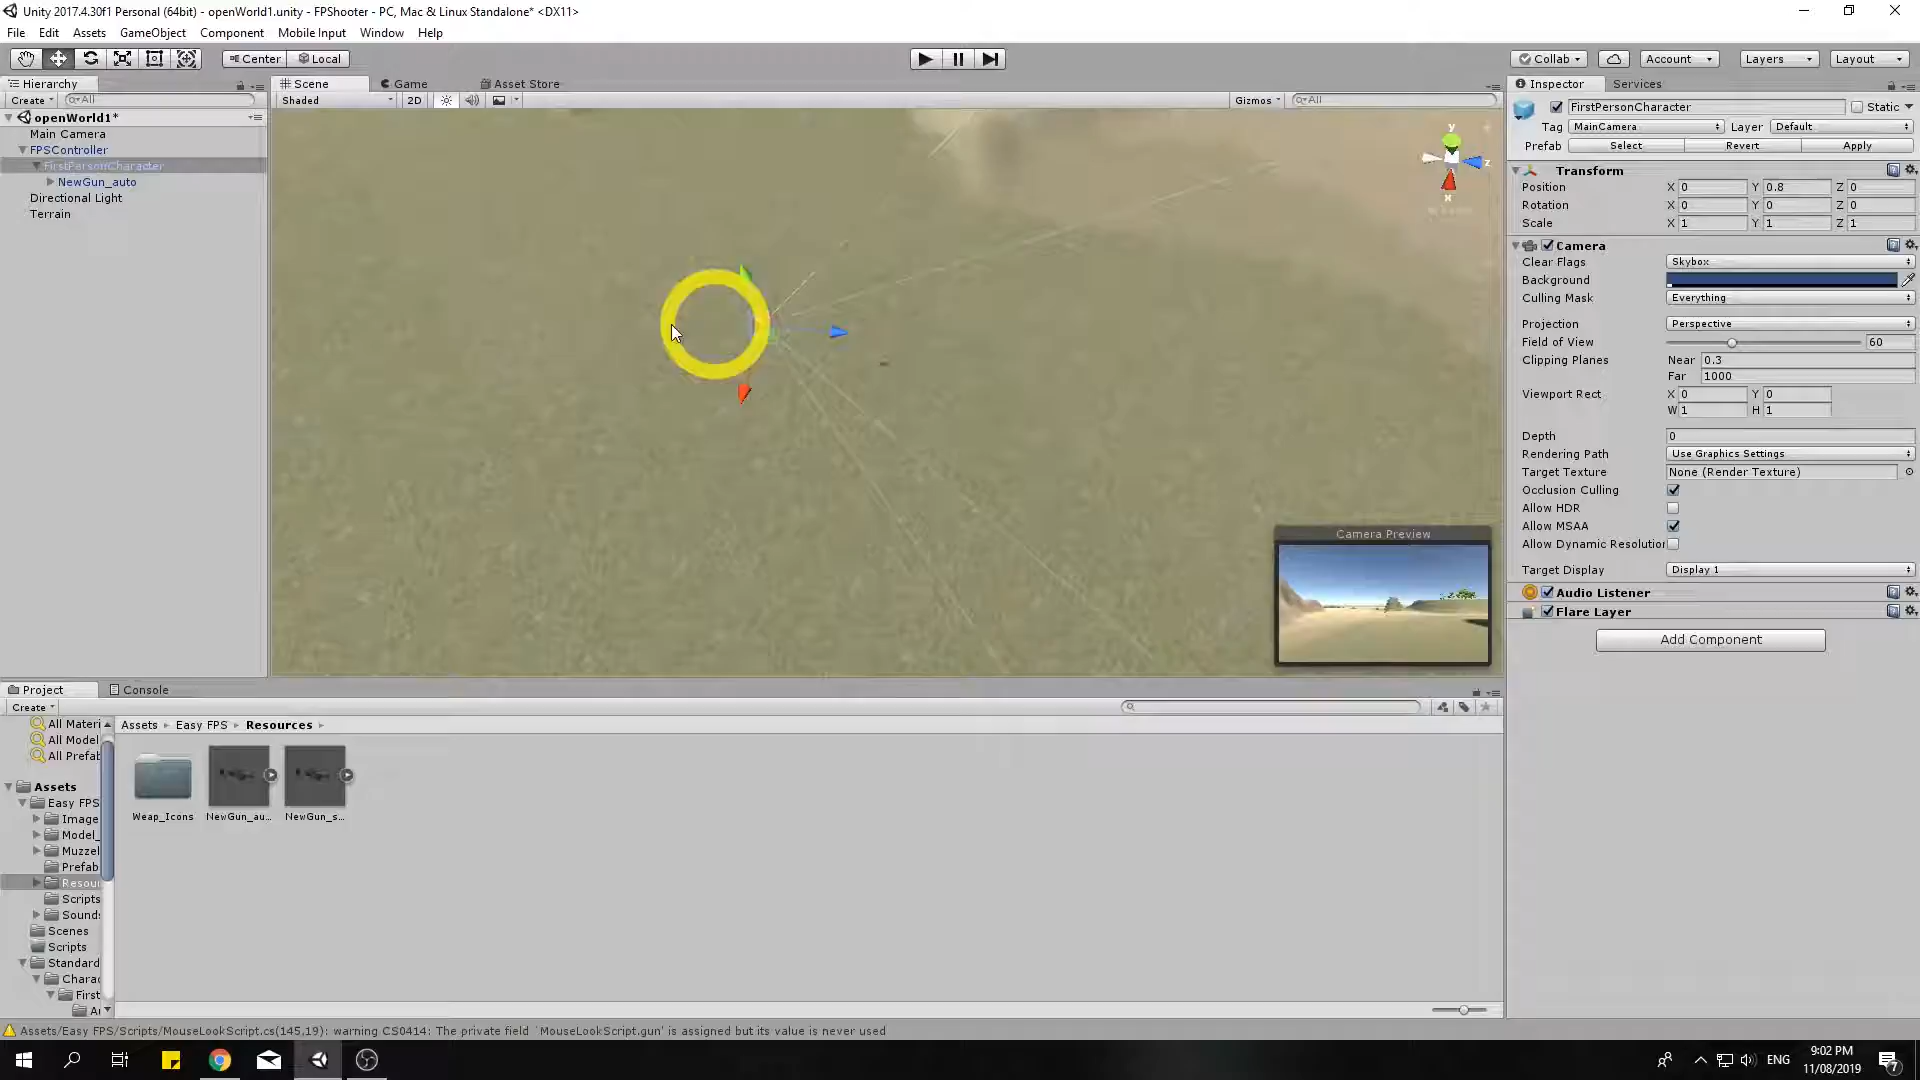 Unity 2017.4.30f1 Personal (64bit) - openWorld1.unity - FPShooter - PC, Mac & Linux Standalone* <DX11>
File Edit Assets GameObject Component Mobile Input Window Help
Center Local Collab Account Layers Layout
Hierarchy Scene Game Asset Store Inspector Services
Create All Shaded 2D Gizmos All
openWorld1*
Main Camera
FPSController
FirstPersonCharacter
NewGun_auto
Directional Light
Terrain
y
z
x
Camera Preview
FirstPersonCharacter Static
Tag MainCamera Layer Default
Prefab Select Revert Apply
Transform
Position X 0 Y 0.8 Z 0
Rotation X 0 Y 0 Z 0
Scale X 1 Y 1 Z 1
Camera
Clear Flags Skybox
Background
Culling Mask Everything
Projection Perspective
Field of View 60
Clipping Planes Near 0.3
Far 1000
Viewport Rect X 0 Y 0
W 1 H 1
Depth 0
Rendering Path Use Graphics Settings
Target Texture None (Render Texture)
Occlusion Culling
Allow HDR
Allow MSAA
Allow Dynamic Resolution
Target Display Display 1
Audio Listener
Flare Layer
Add Component
Project Console
Create
All Materi
All Model
All Prefab
Assets
Easy FPS
Image
Model_
Muzzel
Prefab
Resour
Scripts
Sounds
Scenes
Scripts
Standard
Charac
First
Assets Easy FPS Resources
Weap_Icons NewGun_au... NewGun_s...
Assets/Easy FPS/Scripts/MouseLookScript.cs(145,19): warning CS0414: The private field `MouseLookScript.gun' is assigned but its value is never used
ENG
9:02 PM
11/08/2019
7